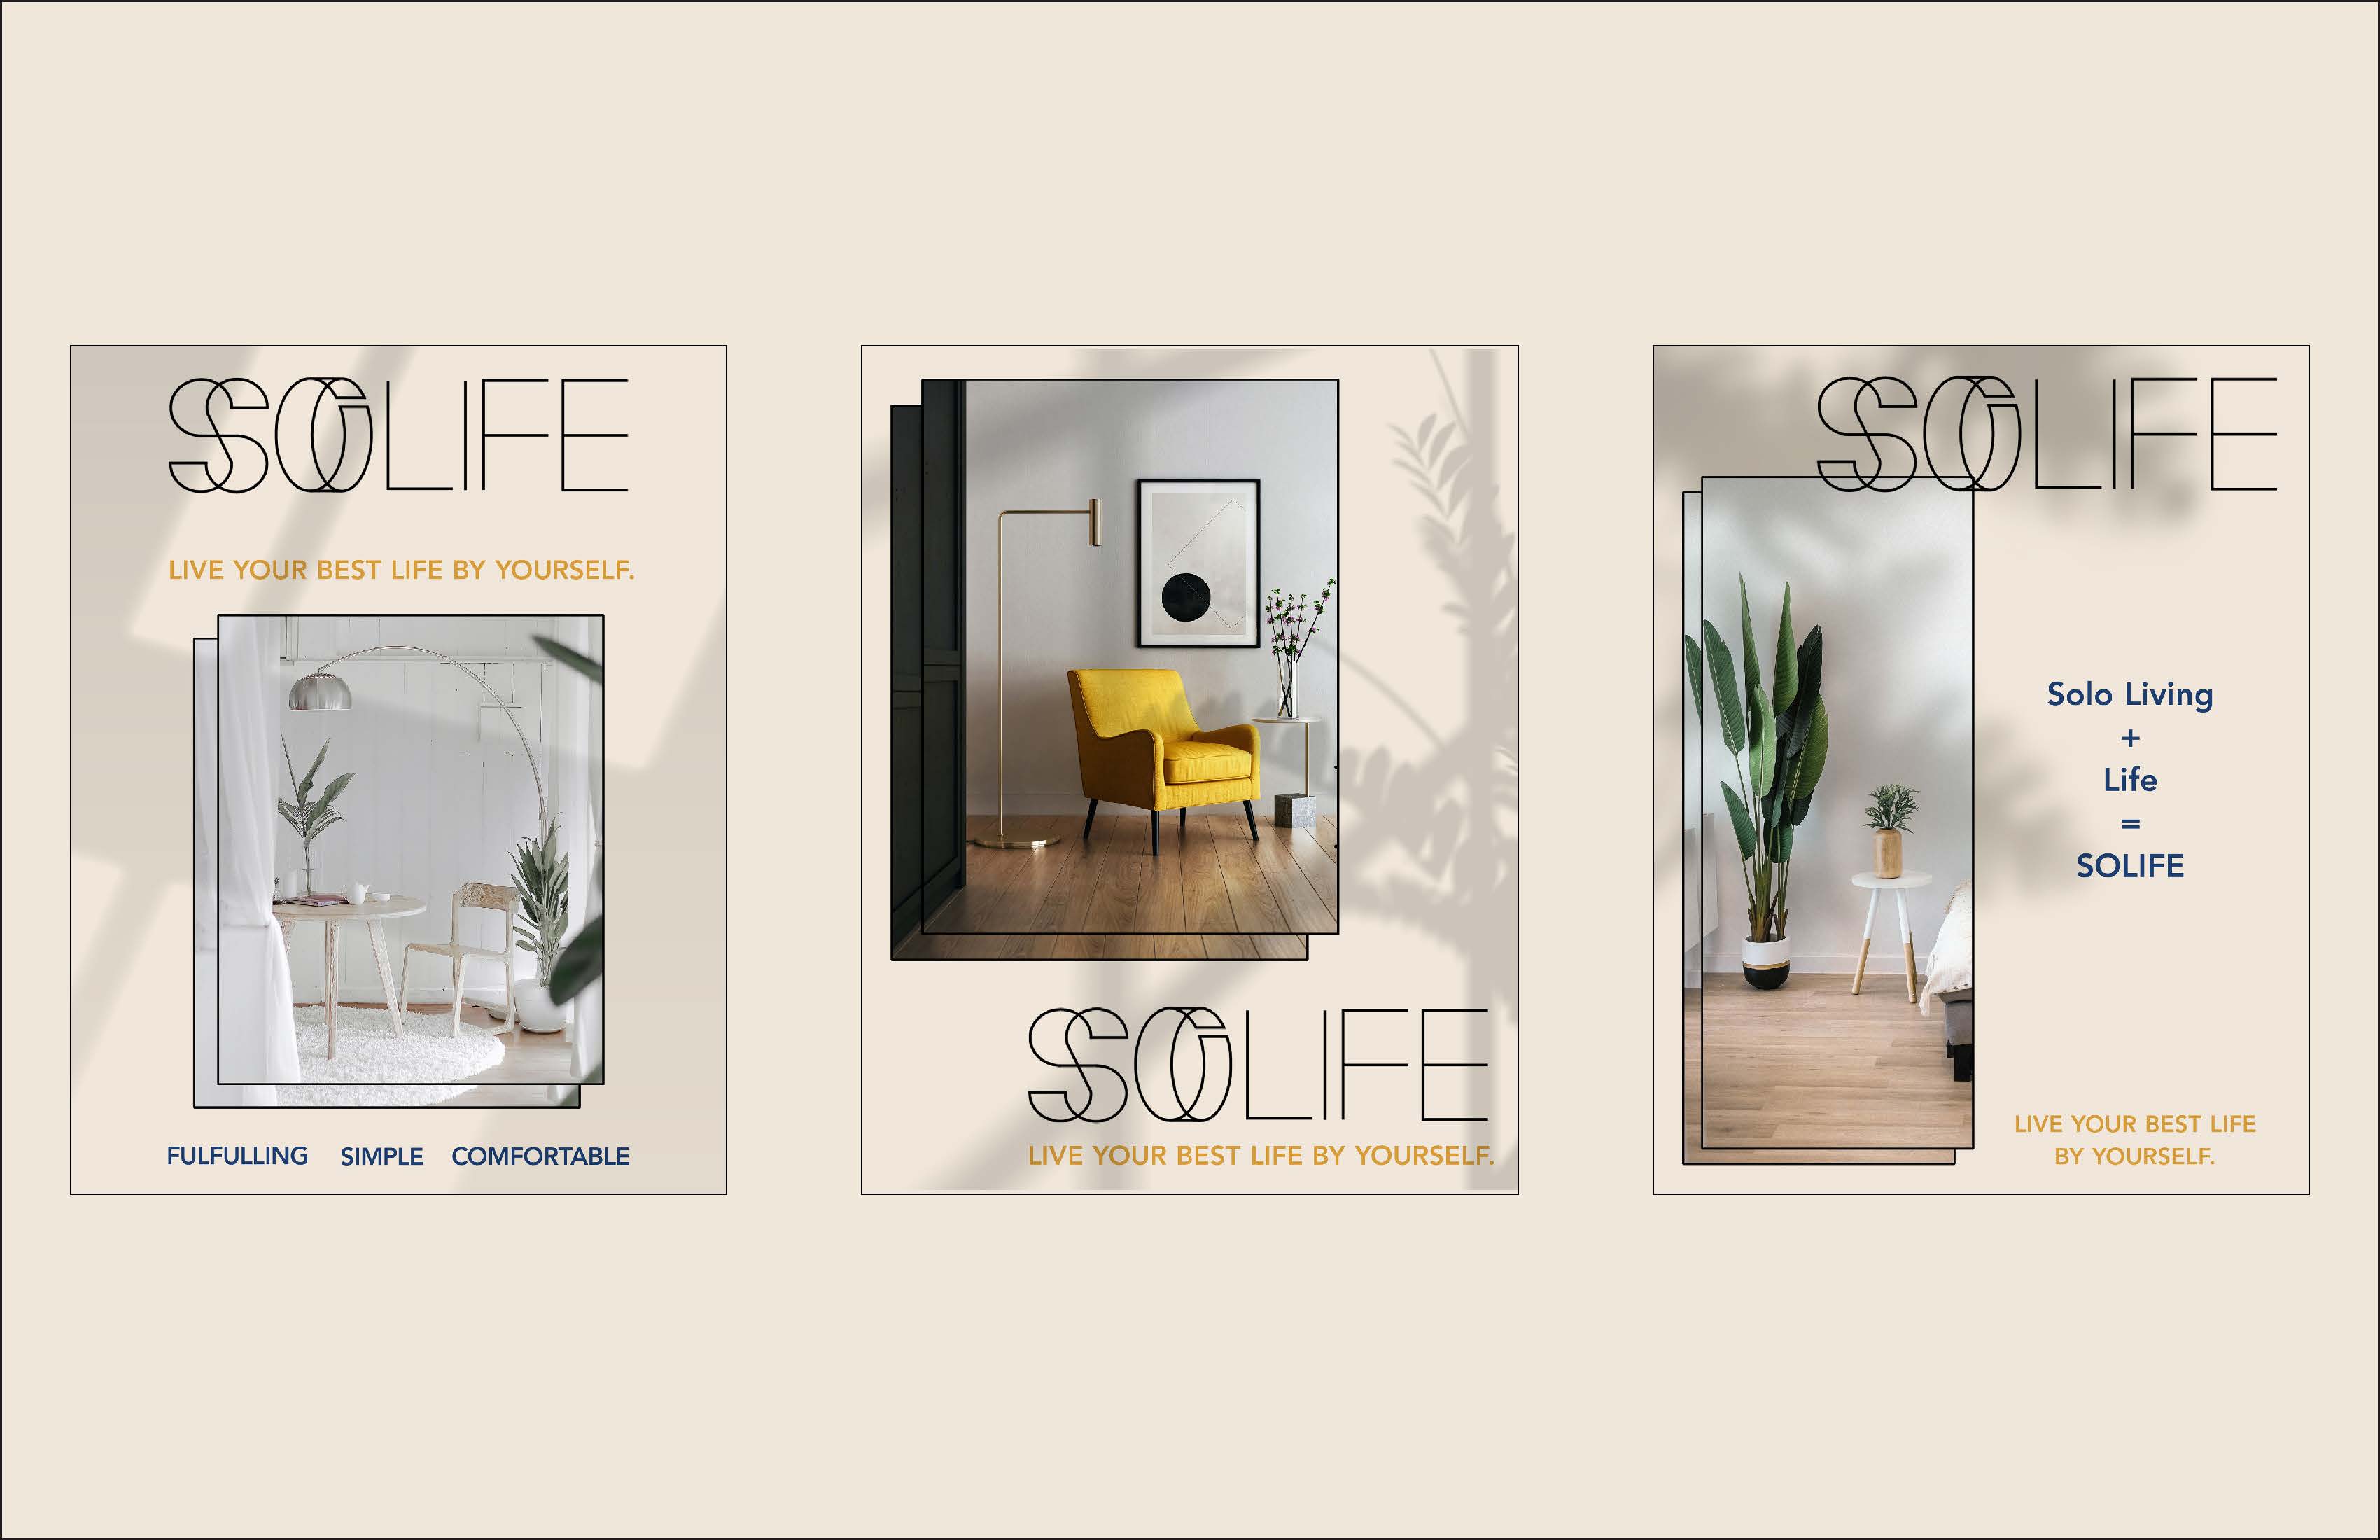 SOLIFE
LIVE YOUR BEST LIFE BY YOURSELF.
FULFULLING SIMPLE COMFORTABLE
SOLIFE
LIVE YOUR BEST LIFE BY YOURSELF.
SOLIFE
Solo Living
+
Life
=
SOLIFE
LIVE YOUR BEST LIFE
BY YOURSELF.